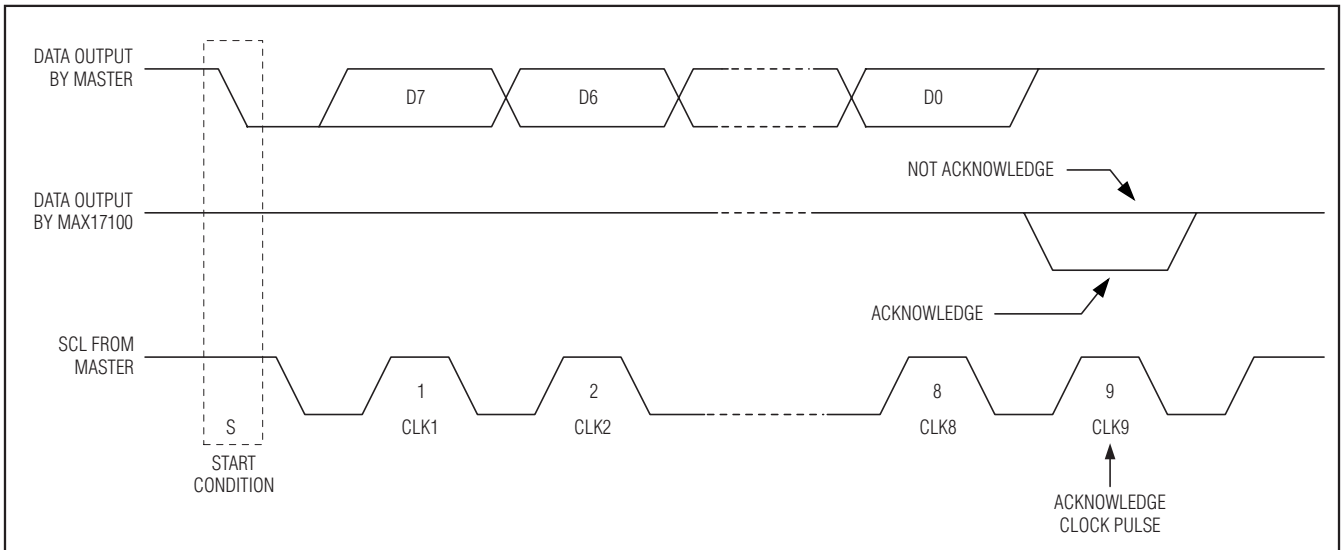 DATA OUTPUT
BY MASTER
D7
D6
D0
NOT ACKNOWLEDGE
DATA OUTPUT
BY MAX17100
ACKNOWLEDGE
SCL FROM
MASTER
1
2
8
9
S
CLK1
CLK2
CLK8
CLK9
START
CONDITION
ACKNOWLEDGE
CLOCK PULSE